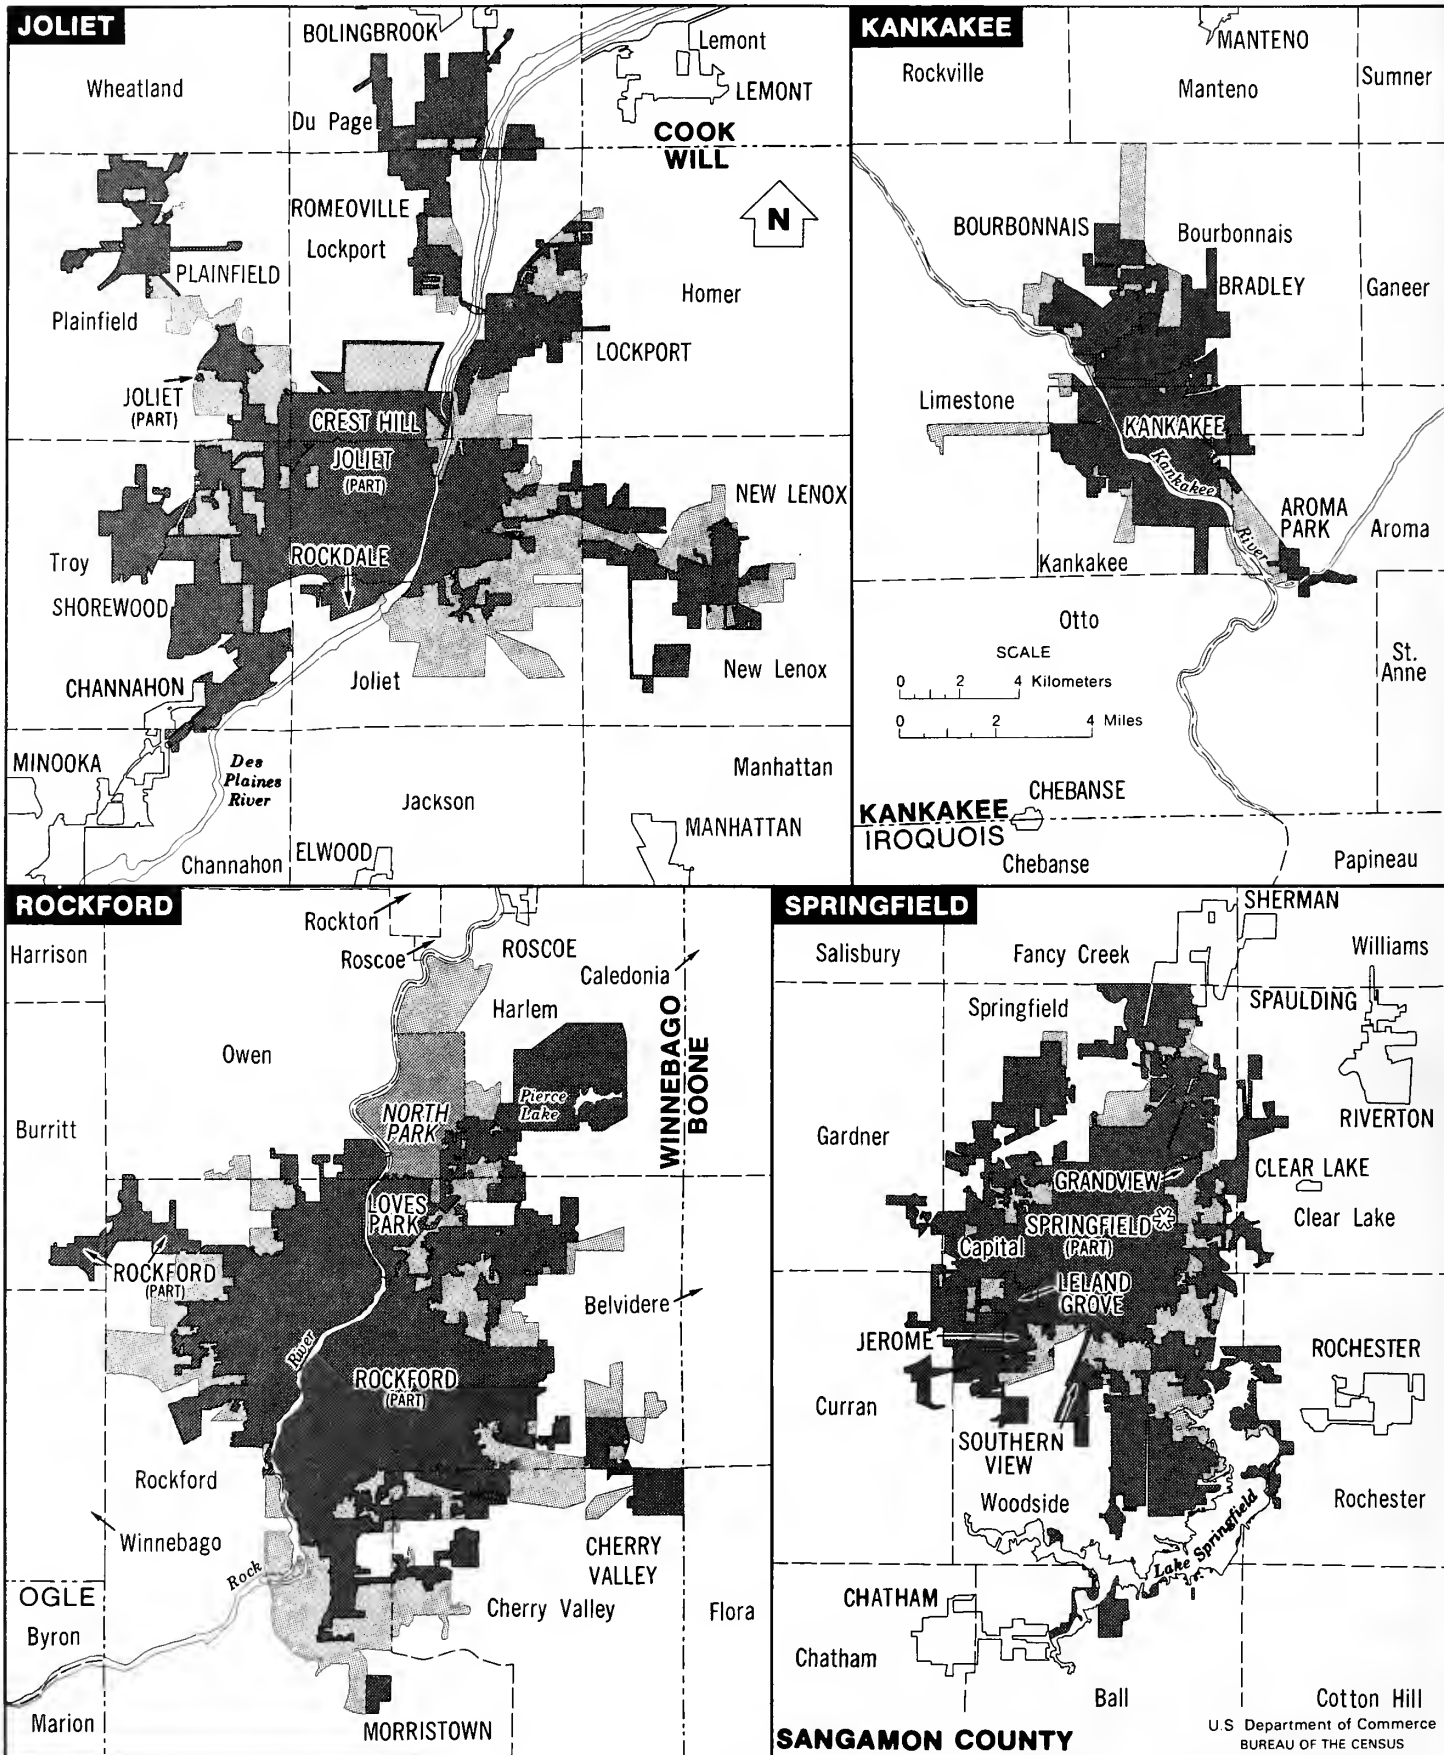 JOLIET
BOLINGBROOK
Lemont
LEMONT
Wheatland
Du Page
COOK
WILL
N
ROMEOVILLE
Lockport
PLAINFIELD
Homer
Plainfield
LOCKPORT
JOLIET
(PART)
CREST HILL
JOLIET
(PART)
NEW LENOX
ROCKDALE
Troy
SHOREWOOD
CHANNAHON
Joliet
New Lenox
MINOOKA
Des
Plaines
River
Manhattan
Jackson
MANHATTAN
ELWOOD
Channahon
KANKAKEE
MANTENO
Rockville
Manteno
Sumner
BOURBONNAIS
Bourbonnais
BRADLEY
Ganeer
Limestone
KANKAKEE
Kankakee
River
AROMA
PARK
Aroma
Kankakee
Otto
SCALE
0 2 4 Kilometers
0 2 4 Miles
St.
Anne
CHEBANSE
KANKAKEE
IROQUOIS
Chebanse
Papineau
ROCKFORD
Rockton
Harrison
Roscoe
ROSCOE
Caledonia
Harlem
WINNEBAGO
BOONE
Owen
Pierce
Lake
NORTH
PARK
Burritt
LOVES
PARK
ROCKFORD
(PART)
Belvidere
River
ROCKFORD
(PART)
Rockford
Winnebago
CHERRY
VALLEY
Rock
OGLE
Byron
Cherry Valley
Flora
Marion
MORRISTOWN
SPRINGFIELD
SHERMAN
Salisbury
Fancy Creek
Williams
Springfield
SPAULDING
RIVERTON
Gardner
GRANDVIEW
CLEAR LAKE
SPRINGFIELD*
(PART)
Clear Lake
Capital
LELAND
GROVE
JEROME
ROCHESTER
Curran
SOUTHERN
VIEW
Woodside
Rochester
Lake Springfield
CHATHAM
Chatham
Ball
Cotton Hill
SANGAMON COUNTY
U.S Department of Commerce
BUREAU OF THE CENSUS